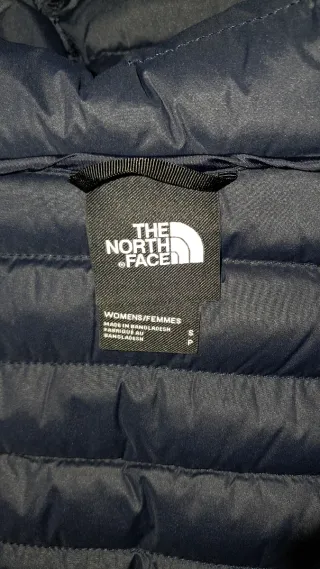 THE
NORTH
®FACE
WOMENS/FEMMES
MADE IN BANGLADESH
FABRIQUÉ AU
BANGLADESH
S
P